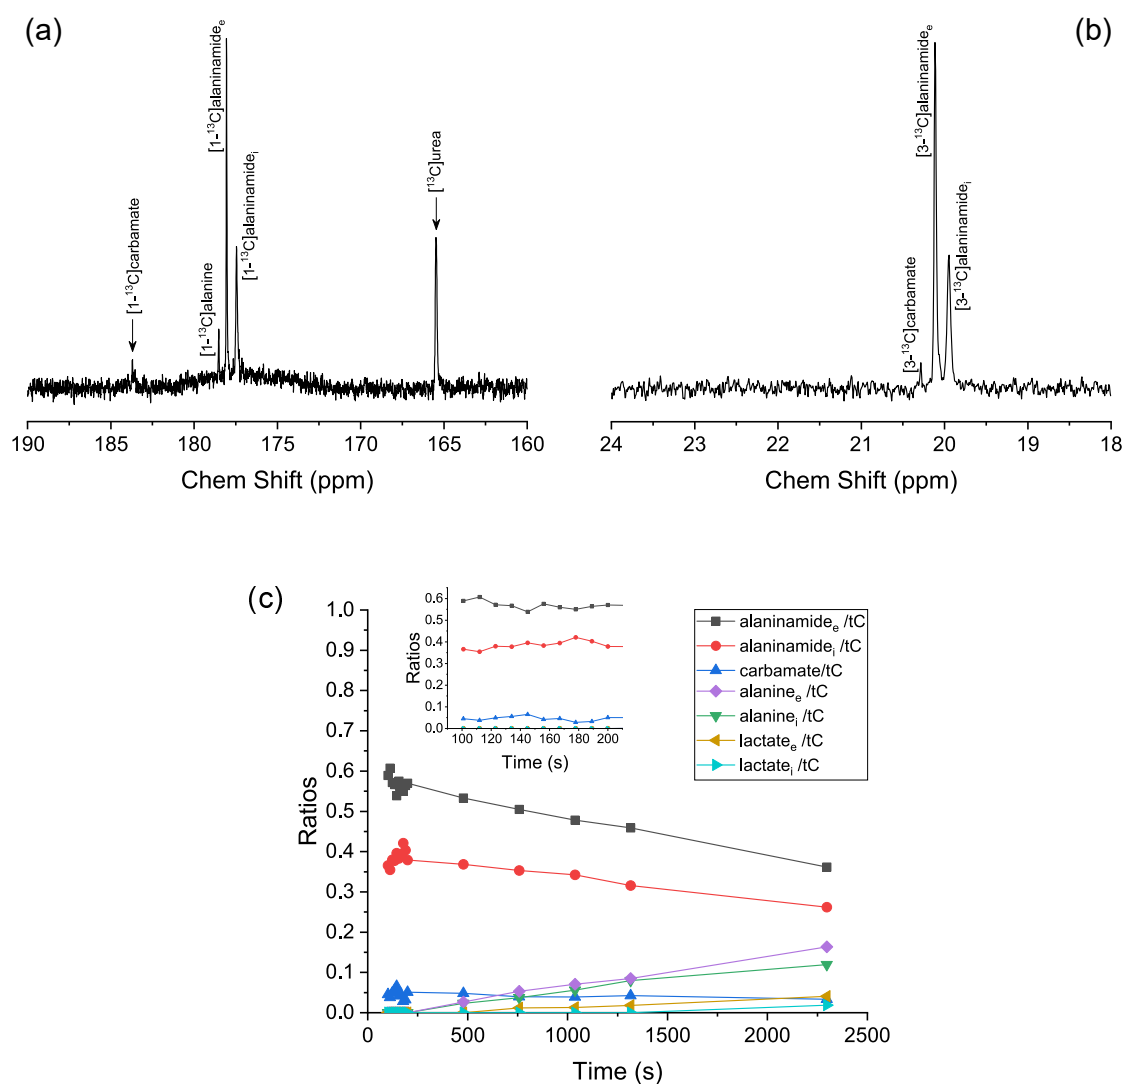 (a)
[1-¹³C]carbamate
[1-¹³C]alanine
[1-¹³C]alaninamideₑ
[1-¹³C]alaninamideᵢ
[¹³C]urea
190 185 180 175 170 165 160
Chem Shift (ppm)
(b)
[3-¹³C]carbamate
[3-¹³C]alaninamideₑ
[3-¹³C]alaninamideᵢ
24 23 22 21 20 19 18
Chem Shift (ppm)
(c)
1.0
0.9
0.8
0.7
0.6
0.5
0.4
0.3
0.2
0.1
0.0
Ratios
0 500 1000 1500 2000 2500
Time (s)
0.6
0.5
0.4
0.3
0.2
0.1
0.0
Ratios
100 120 140 160 180 200
Time (s)
alaninamideₑ /tC
alaninamideᵢ /tC
carbamate/tC
alanineₑ /tC
alanineᵢ /tC
lactateₑ /tC
lactateᵢ /tC